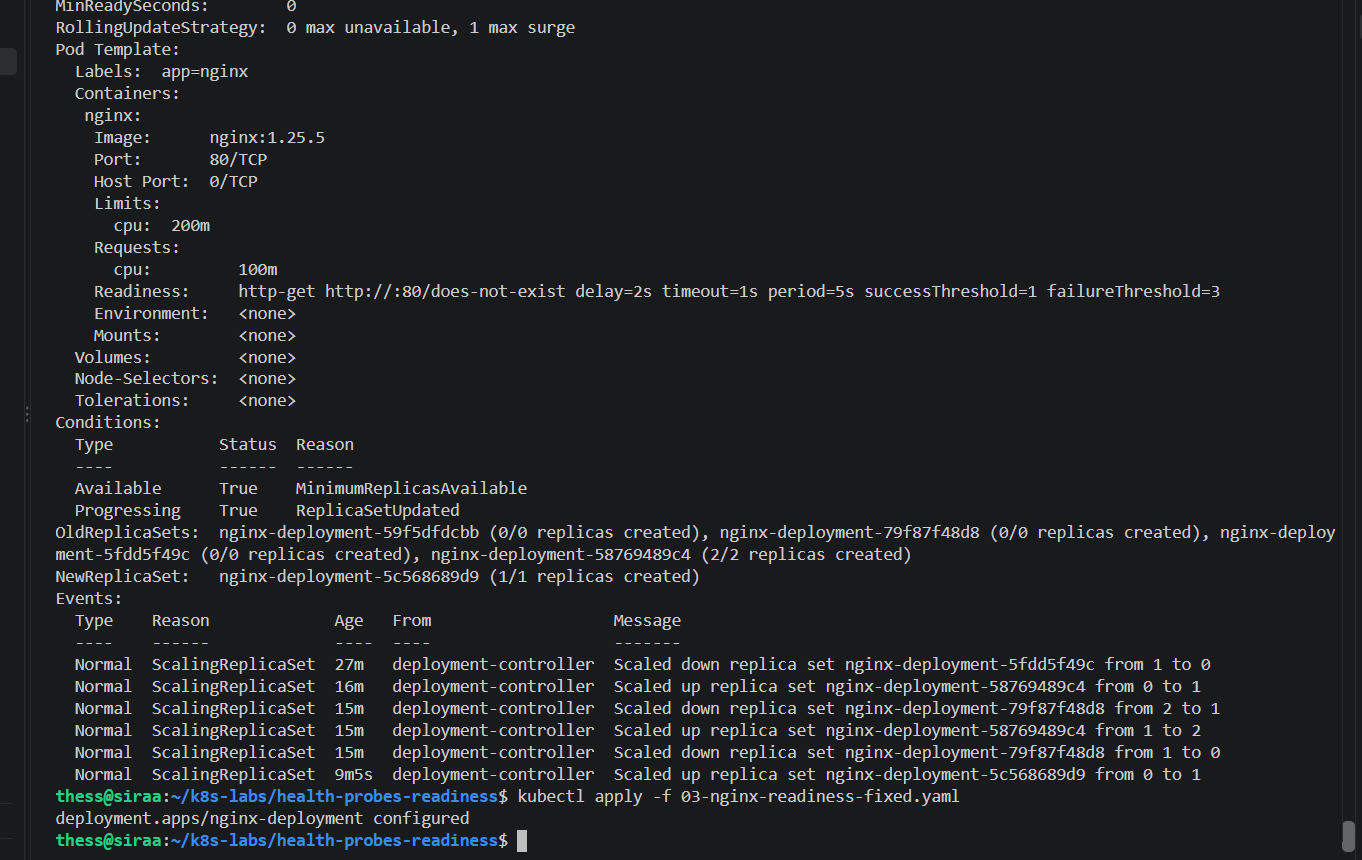 MinReadySeconds:        0
RollingUpdateStrategy:  0 max unavailable, 1 max surge
Pod Template:
  Labels:  app=nginx
  Containers:
   nginx:
    Image:      nginx:1.25.5
    Port:       80/TCP
    Host Port:  0/TCP
    Limits:
      cpu:  200m
    Requests:
      cpu:        100m
    Readiness:    http-get http://:80/does-not-exist delay=2s timeout=1s period=5s successThreshold=1 failureThreshold=3
    Environment:  <none>
    Mounts:       <none>
  Volumes:        <none>
  Node-Selectors: <none>
  Tolerations:    <none>
Conditions:
  Type           Status  Reason
  ----           ------  ------
  Available      True    MinimumReplicasAvailable
  Progressing    True    ReplicaSetUpdated
OldReplicaSets:  nginx-deployment-59f5dfdcbb (0/0 replicas created), nginx-deployment-79f87f48d8 (0/0 replicas created), nginx-deploy
ment-5fdd5f49c (0/0 replicas created), nginx-deployment-58769489c4 (2/2 replicas created)
NewReplicaSet:   nginx-deployment-5c568689d9 (1/1 replicas created)
Events:
  Type    Reason             Age   From                   Message
  ----    ------             ----  ----                   -------
  Normal  ScalingReplicaSet  27m   deployment-controller  Scaled down replica set nginx-deployment-5fdd5f49c from 1 to 0
  Normal  ScalingReplicaSet  16m   deployment-controller  Scaled up replica set nginx-deployment-58769489c4 from 0 to 1
  Normal  ScalingReplicaSet  15m   deployment-controller  Scaled down replica set nginx-deployment-79f87f48d8 from 2 to 1
  Normal  ScalingReplicaSet  15m   deployment-controller  Scaled up replica set nginx-deployment-58769489c4 from 1 to 2
  Normal  ScalingReplicaSet  15m   deployment-controller  Scaled down replica set nginx-deployment-79f87f48d8 from 1 to 0
  Normal  ScalingReplicaSet  9m5s  deployment-controller  Scaled up replica set nginx-deployment-5c568689d9 from 0 to 1
thess@siraa:~/k8s-labs/health-probes-readiness$ kubectl apply -f 03-nginx-readiness-fixed.yaml
deployment.apps/nginx-deployment configured
thess@siraa:~/k8s-labs/health-probes-readiness$